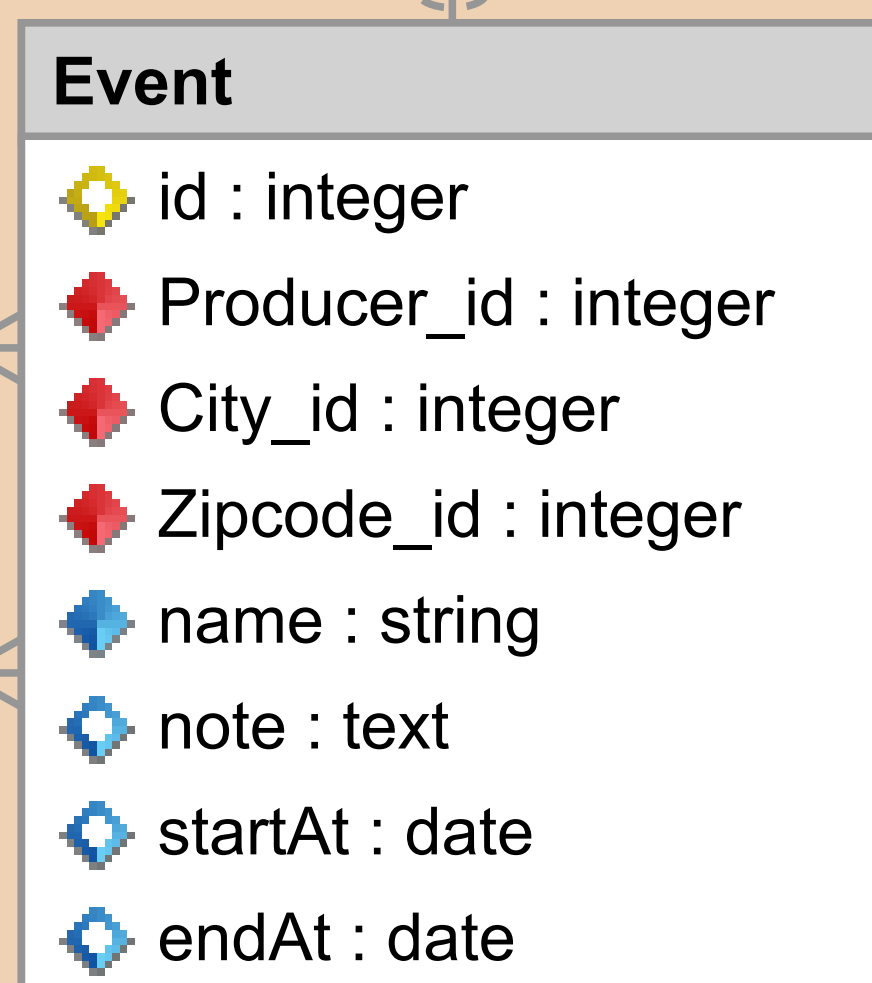 Event
id : integer
Producer_id : integer
City_id : integer
Zipcode_id : integer
name : string
note : text
startAt : date
endAt : date